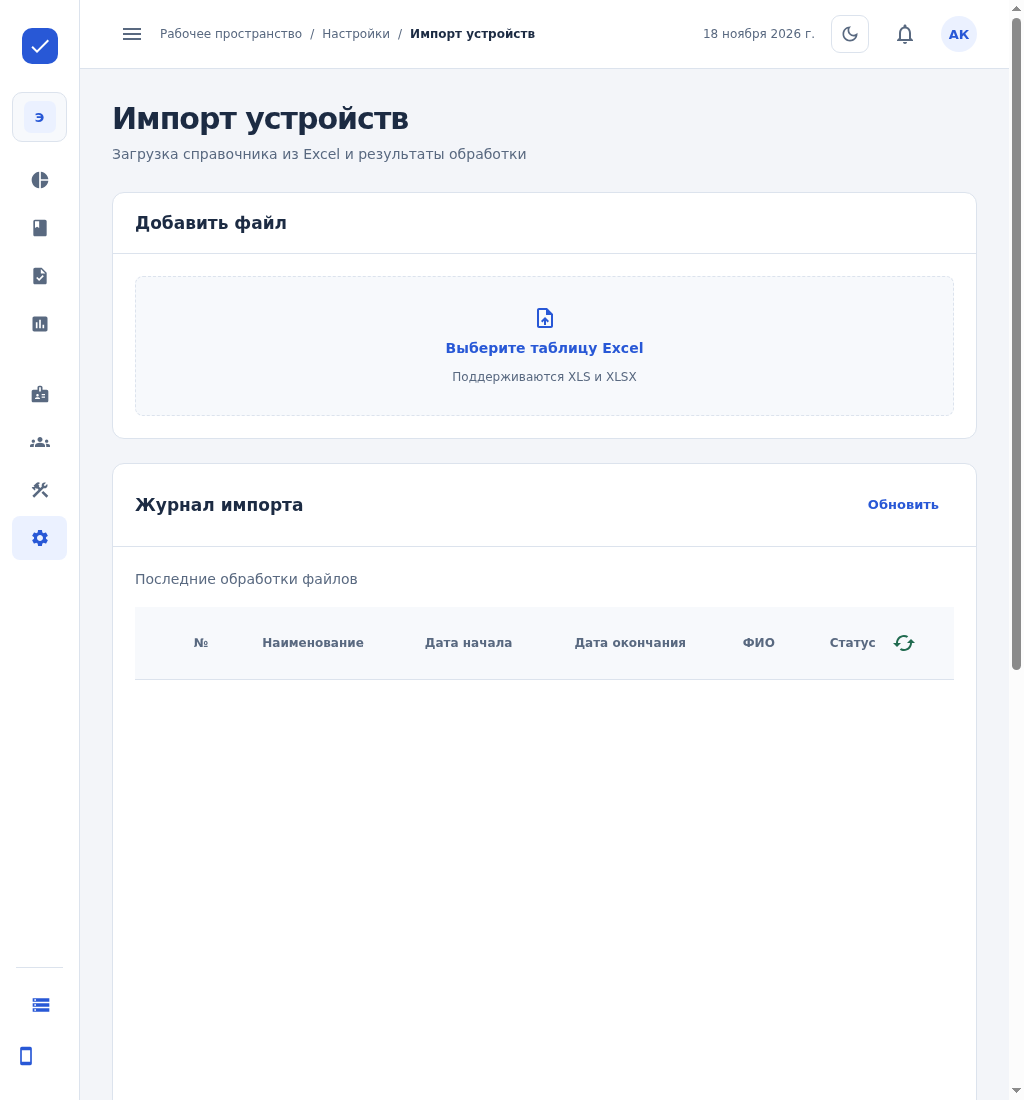 Рабочее пространство / Настройки / Импорт устройств
18 ноября 2026 г.
АК
Э
Импорт устройств
Загрузка справочника из Excel и результаты обработки
Добавить файл
Выберите таблицу Excel
Поддерживаются XLS и XLSX
Журнал импорта
Обновить
Последние обработки файлов
№ Наименование Дата начала Дата окончания ФИО Статус